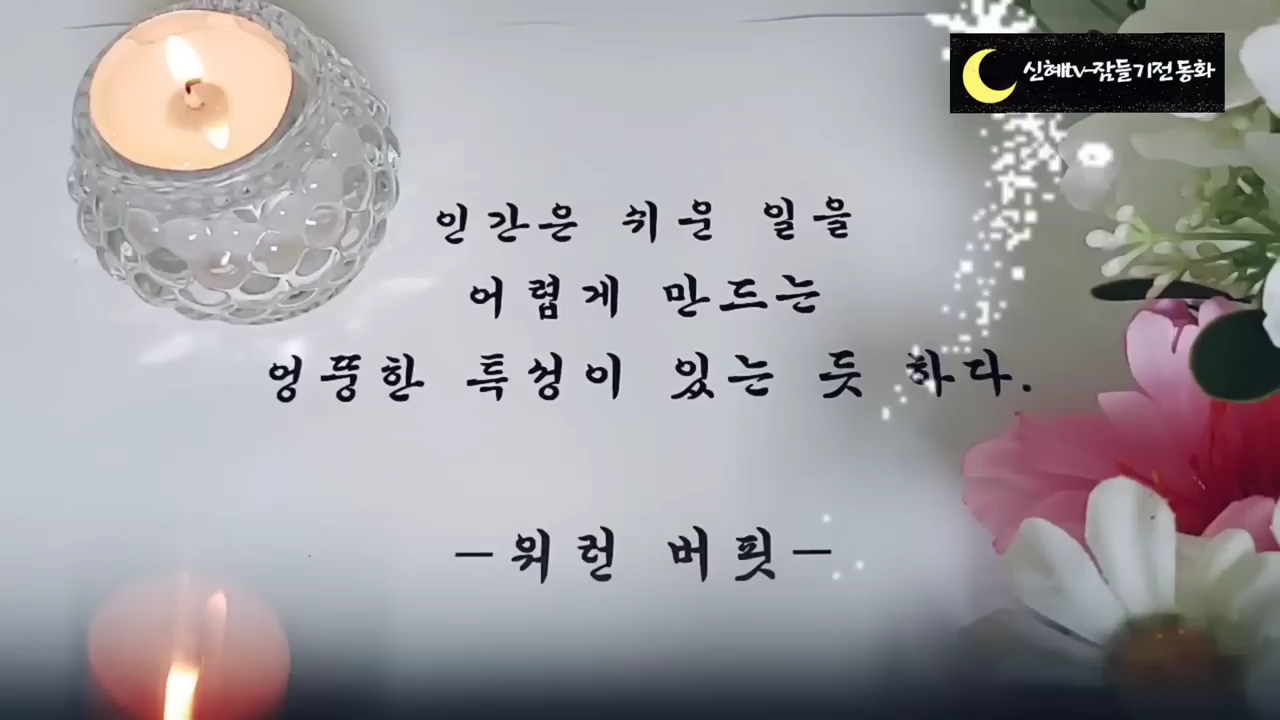 신혜tv-잠들기전 동화
인간은 쉬운 일을
어렵게 만드는
엉뚱한 특성이 있는 듯 하다.
-워런 버핏-